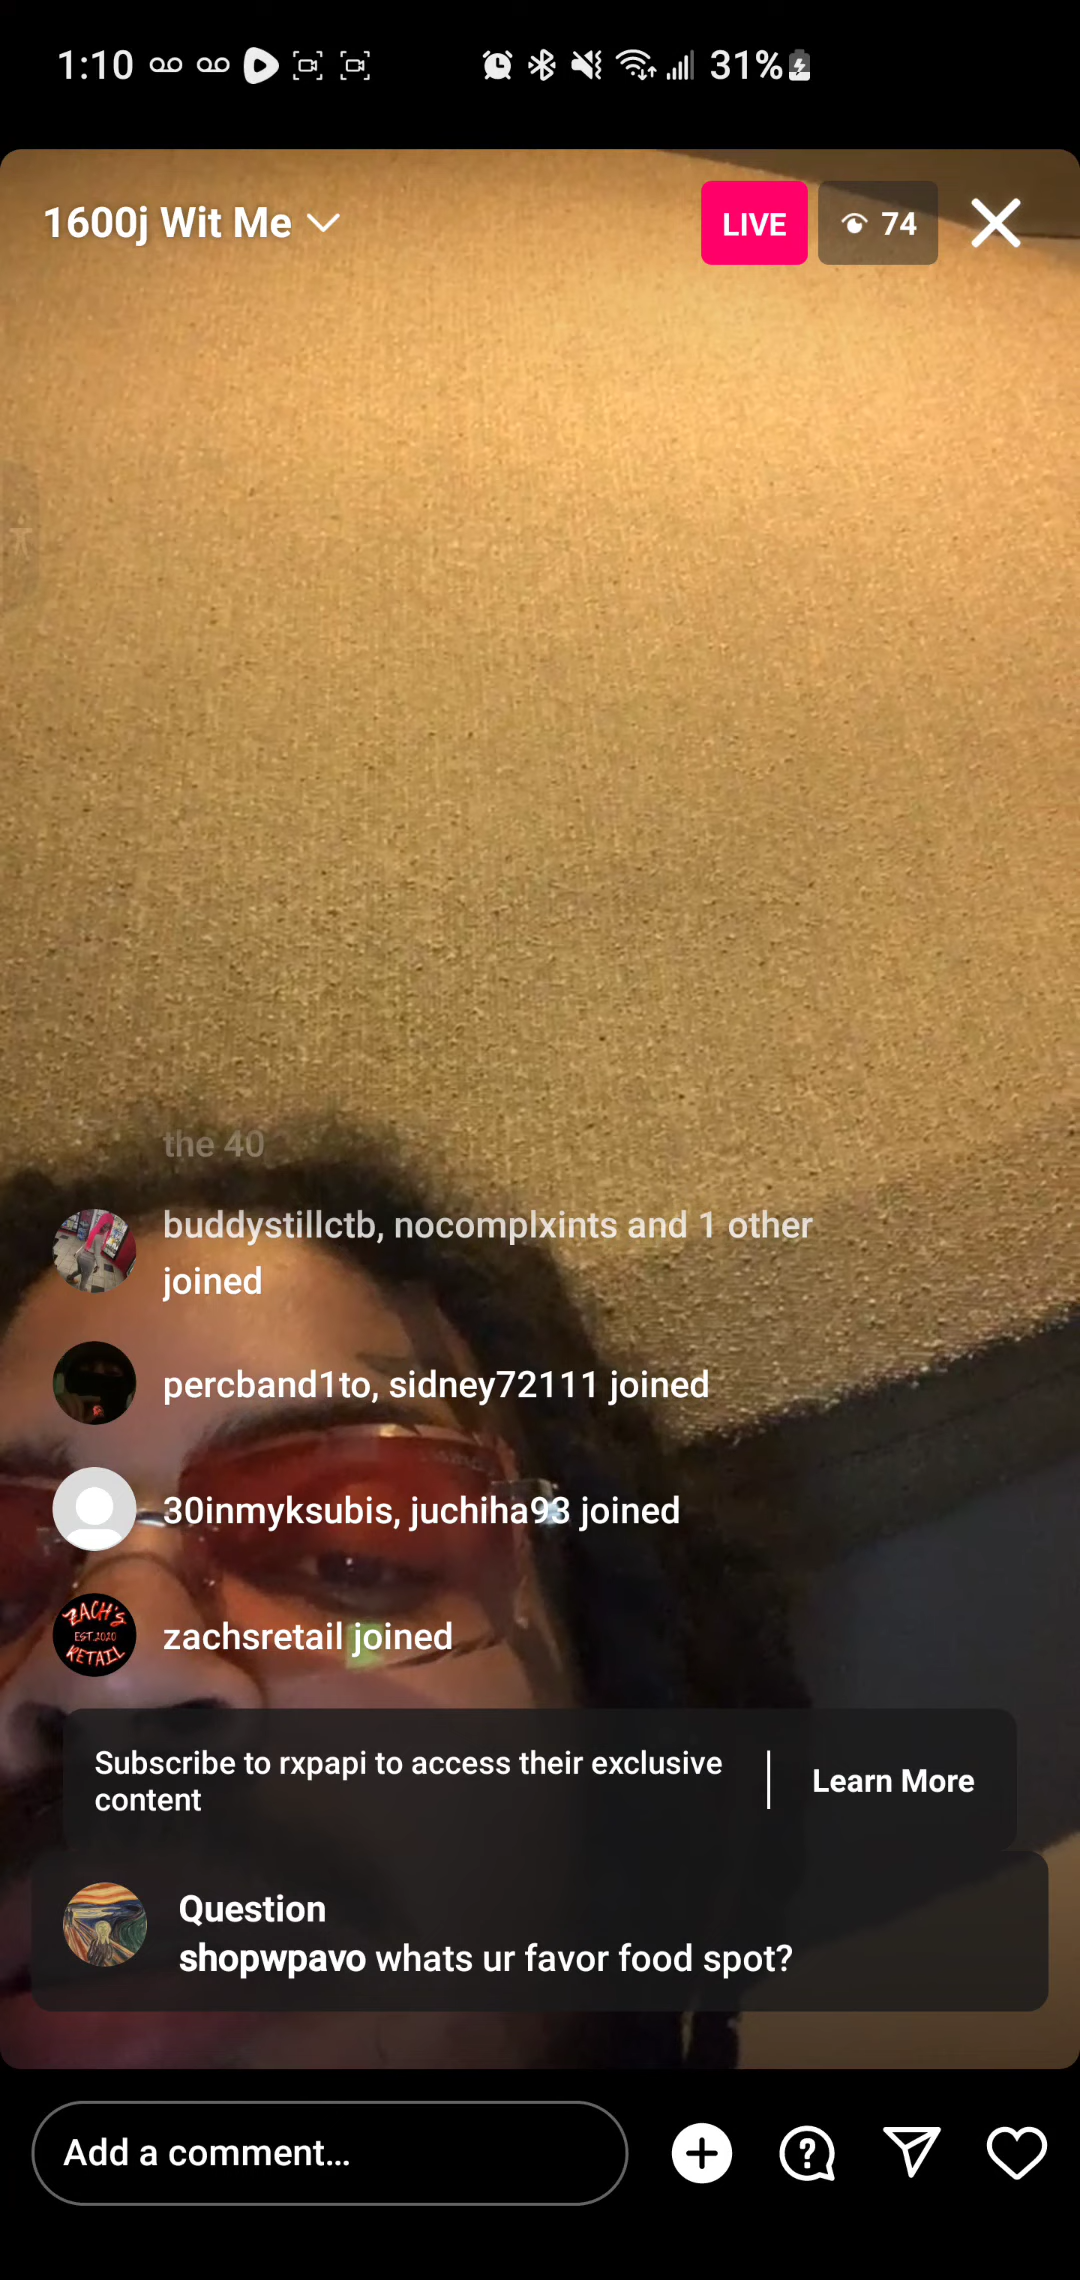 1:10
31%
1600j Wit Me
LIVE
74
the 40
buddystillctb, nocomplxints and 1 other
joined
percband1to, sidney72111 joined
30inmyksubis, juchiha93 joined
ZACH'S
EST.2020
RETAIL
zachsretail joined
Subscribe to rxpapi to access their exclusive
content
Learn More
Question
shopwpavo whats ur favor food spot?
Add a comment...